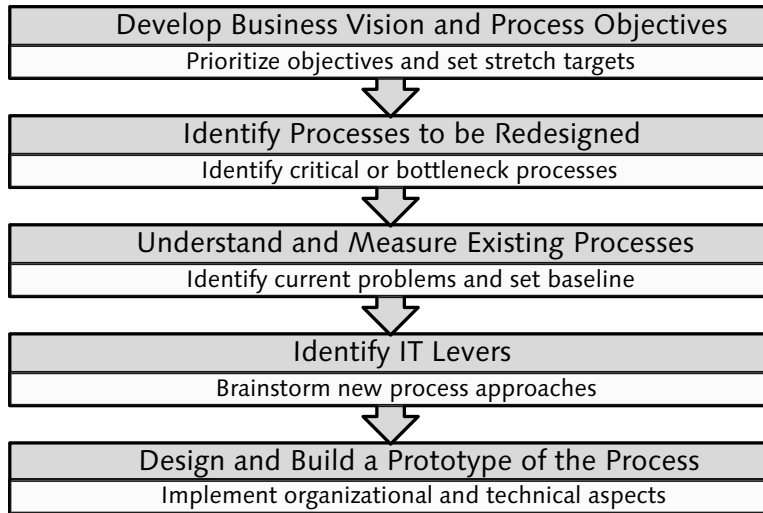 Develop Business Vision and Process Objectives
Prioritize objectives and set stretch targets
Identify Processes to be Redesigned
Identify critical or bottleneck processes
Understand and Measure Existing Processes
Identify current problems and set baseline
Identify IT Levers
Brainstorm new process approaches
Design and Build a Prototype of the Process
Implement organizational and technical aspects